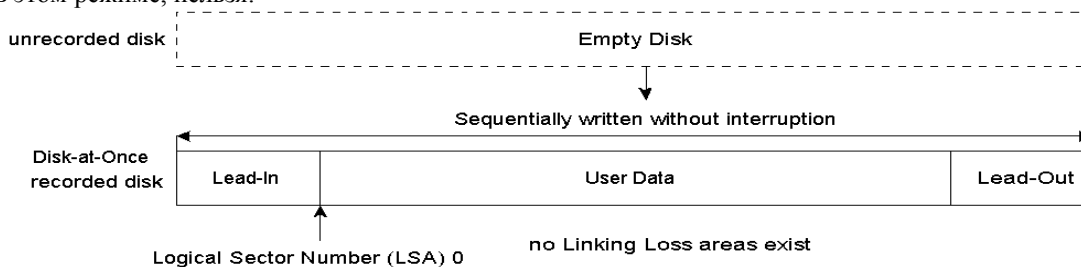 в этом режиме, нельзя.
unrecorded disk
Empty Disk
Sequentially written without interruption
Disk-at-Once
recorded disk
Lead-In
User Data
Lead-Out
no Linking Loss areas exist
Logical Sector Number (LSA) 0